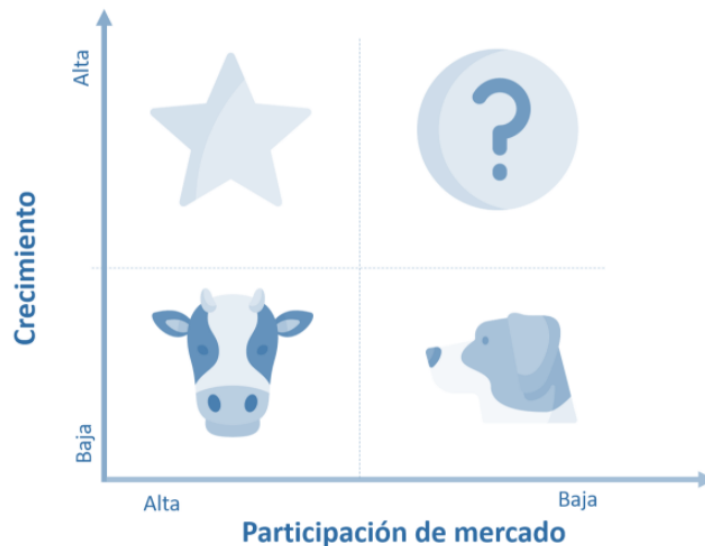 Alta
?
Crecimiento
Baja
Alta
Baja
Participación de mercado